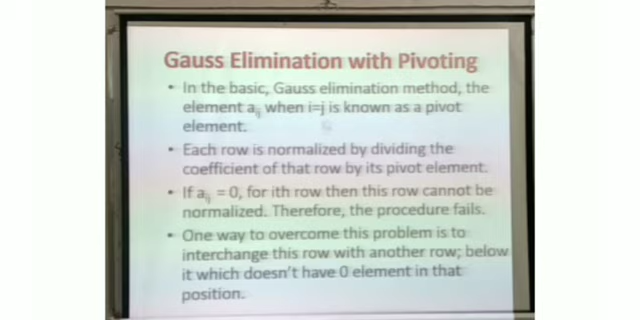 Gauss Elimination with Pivoting
• In the basic, Gauss elimination method, the
element aij when i=j is known as a pivot
element.
• Each row is normalized by dividing the
coefficient of that row by its pivot element.
• If aij = 0, for ith row then this row cannot be
normalized. Therefore, the procedure fails.
• One way to overcome this problem is to
interchange this row with another row; below
it which doesn't have 0 element in that
position.